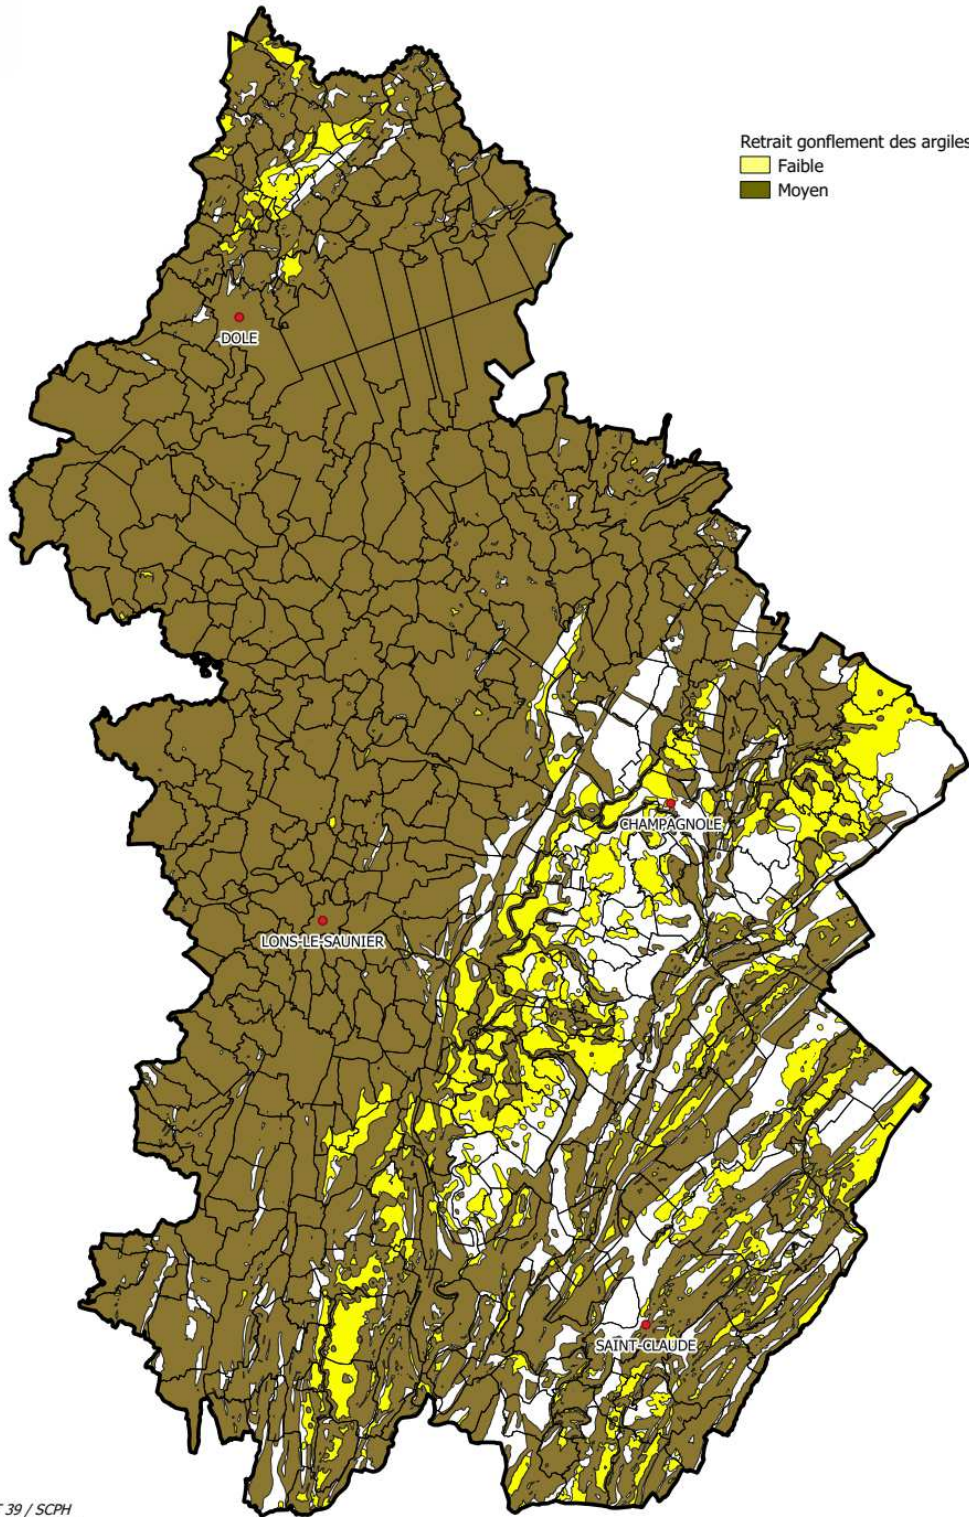 Retrait gonflement des argiles
Faible
Moyen
DOLE
CHAMPAGNOLE
LONS-LE-SAUNIER
SAINT-CLAUDE
39 / SCPH